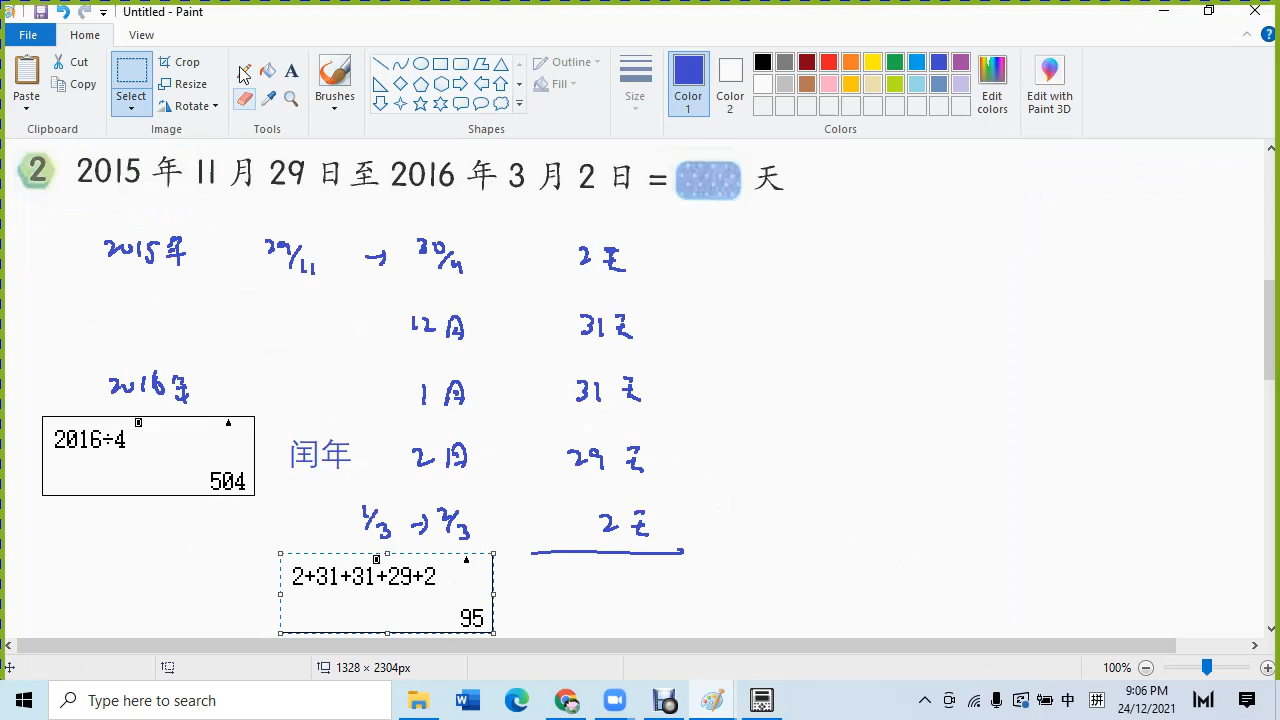 Untitled - Paint
File Home View
Paste Cut Copy
Clipboard
Select Crop Resize Rotate
Image
Tools
Brushes
Shapes
Outline Fill
Size
Color 1 Color 2
Edit colors
Colors
Edit with Paint 3D
2 2015 年 11 月 29 日至 2016 年 3 月 2 日 = 天
2015年 29/11 → 30/11 2 天
12 月 31 天
2016年 1 月 31 天
2016÷4
504
闰年 2 月 29 天
1/3 → 2/3 2 天
2+31+31+29+2
95
1328 × 2304px 100%
Type here to search
中 拼 9:06 PM
24/12/2021